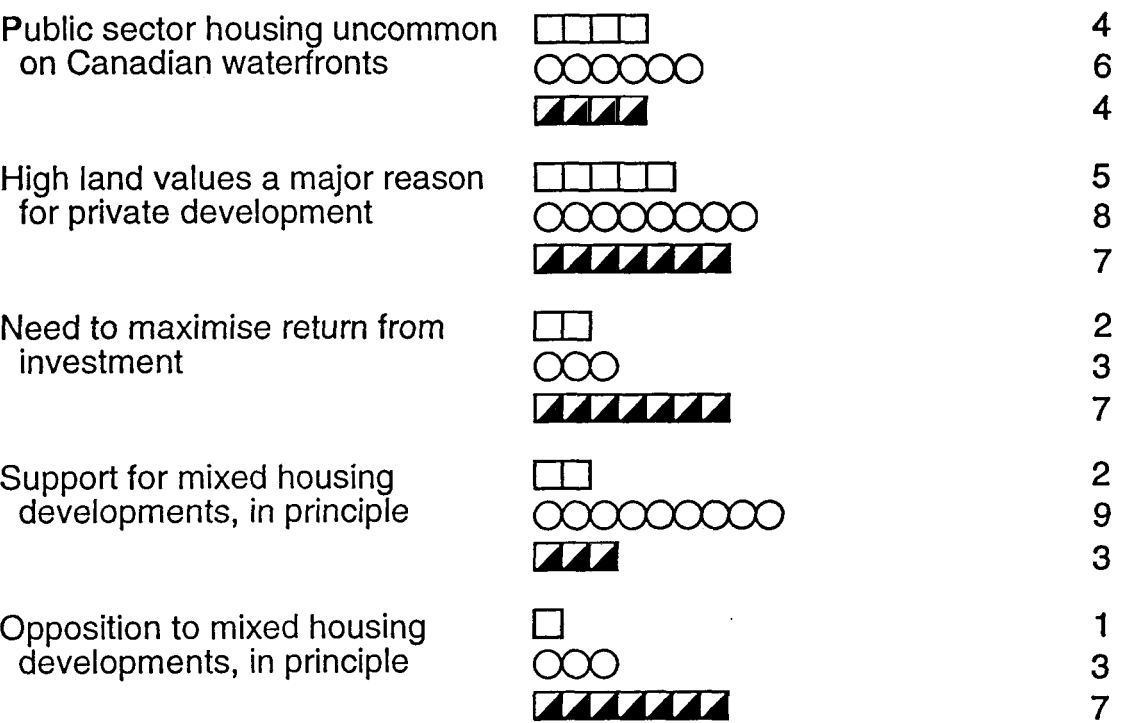 Public sector housing uncommon 4
on Canadian waterfronts 6
4
High land values a major reason 5
for private development 8
7
Need to maximise return from 2
investment 3
7
Support for mixed housing 2
developments, in principle 9
3
Opposition to mixed housing 1
developments, in principle 3
7